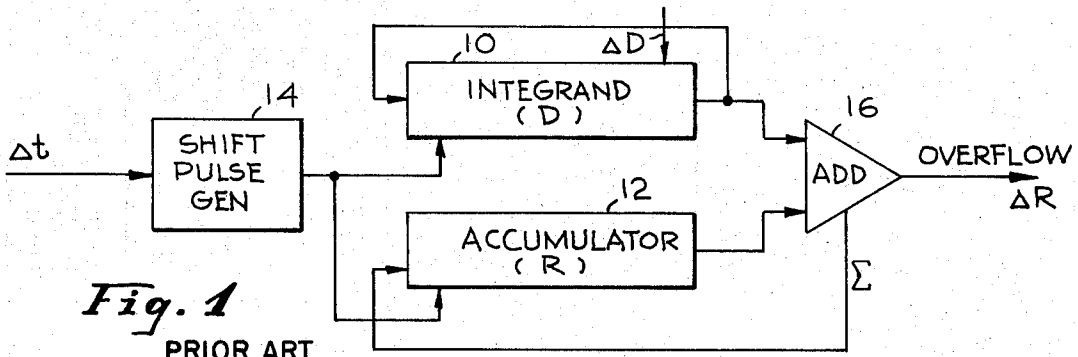 Δt
14
SHIFT
PULSE
GEN
10
ΔD
INTEGRAND
( D )
12
ACCUMULATOR
( R )
16
ADD
OVERFLOW
ΔR
Σ
Fig. 1
PRIOR ART